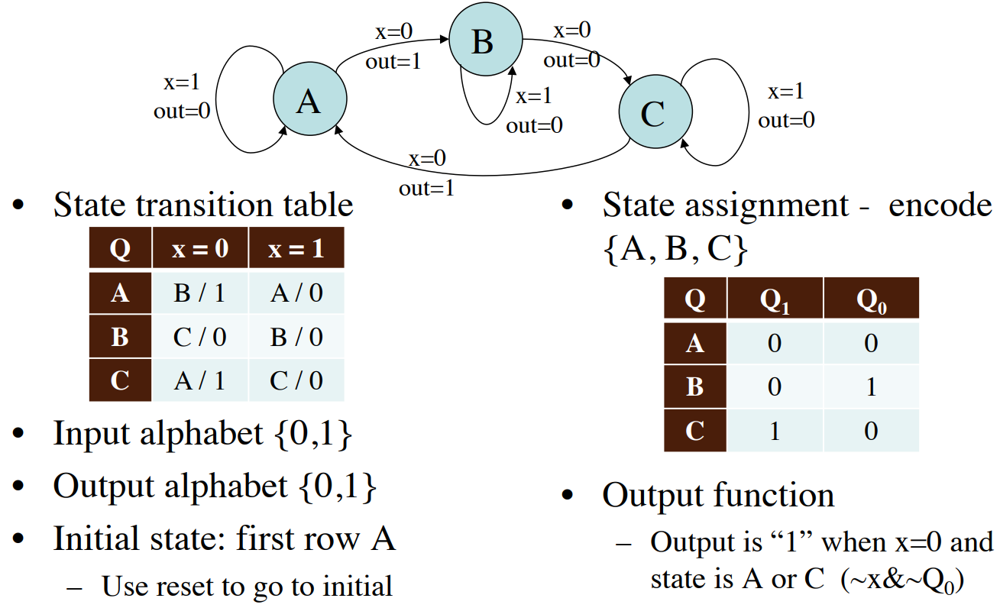 x=0
out=1
B
x=0
out=0
x=1
out=0
A
x=1
out=0
C
x=1
out=0
x=0
out=1
• State transition table
Q x = 0 x = 1
A B / 1 A / 0
B C / 0 B / 0
C A / 1 C / 0
• Input alphabet {0,1}
• Output alphabet {0,1}
• Initial state: first row A
– Use reset to go to initial
• State assignment - encode
{A, B, C}
Q Q₁ Q₀
A 0 0
B 0 1
C 1 0
• Output function
– Output is “1” when x=0 and
state is A or C (~x&~Q₀)